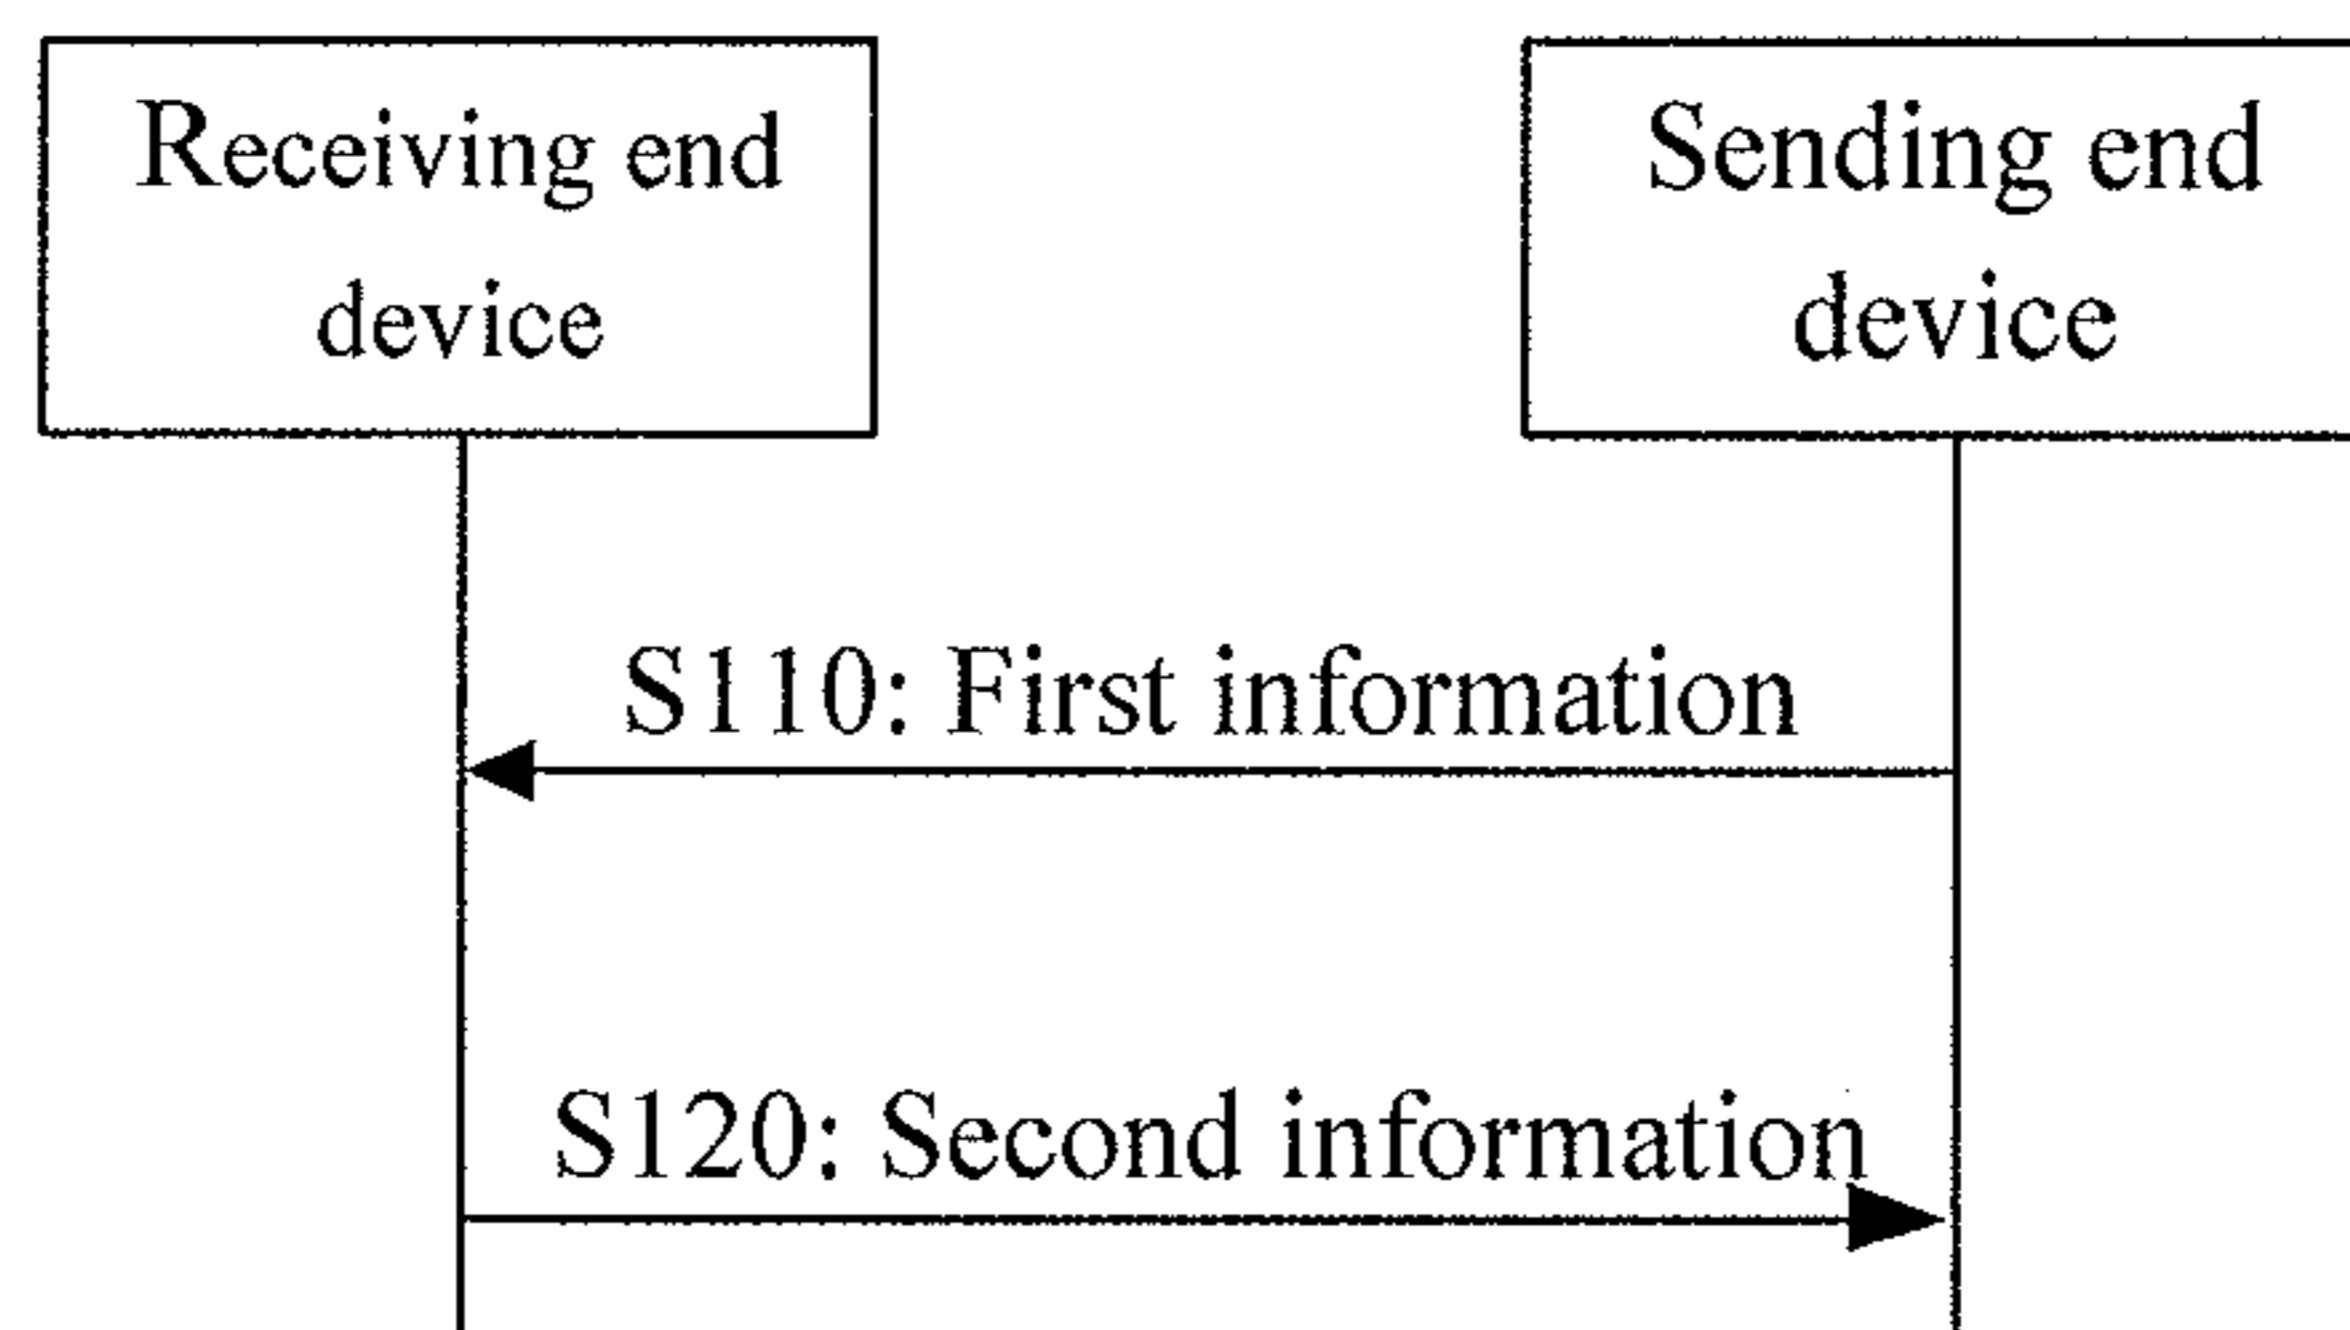 Receiving end
device
Sending end
device
S110: First information
S120: Second information